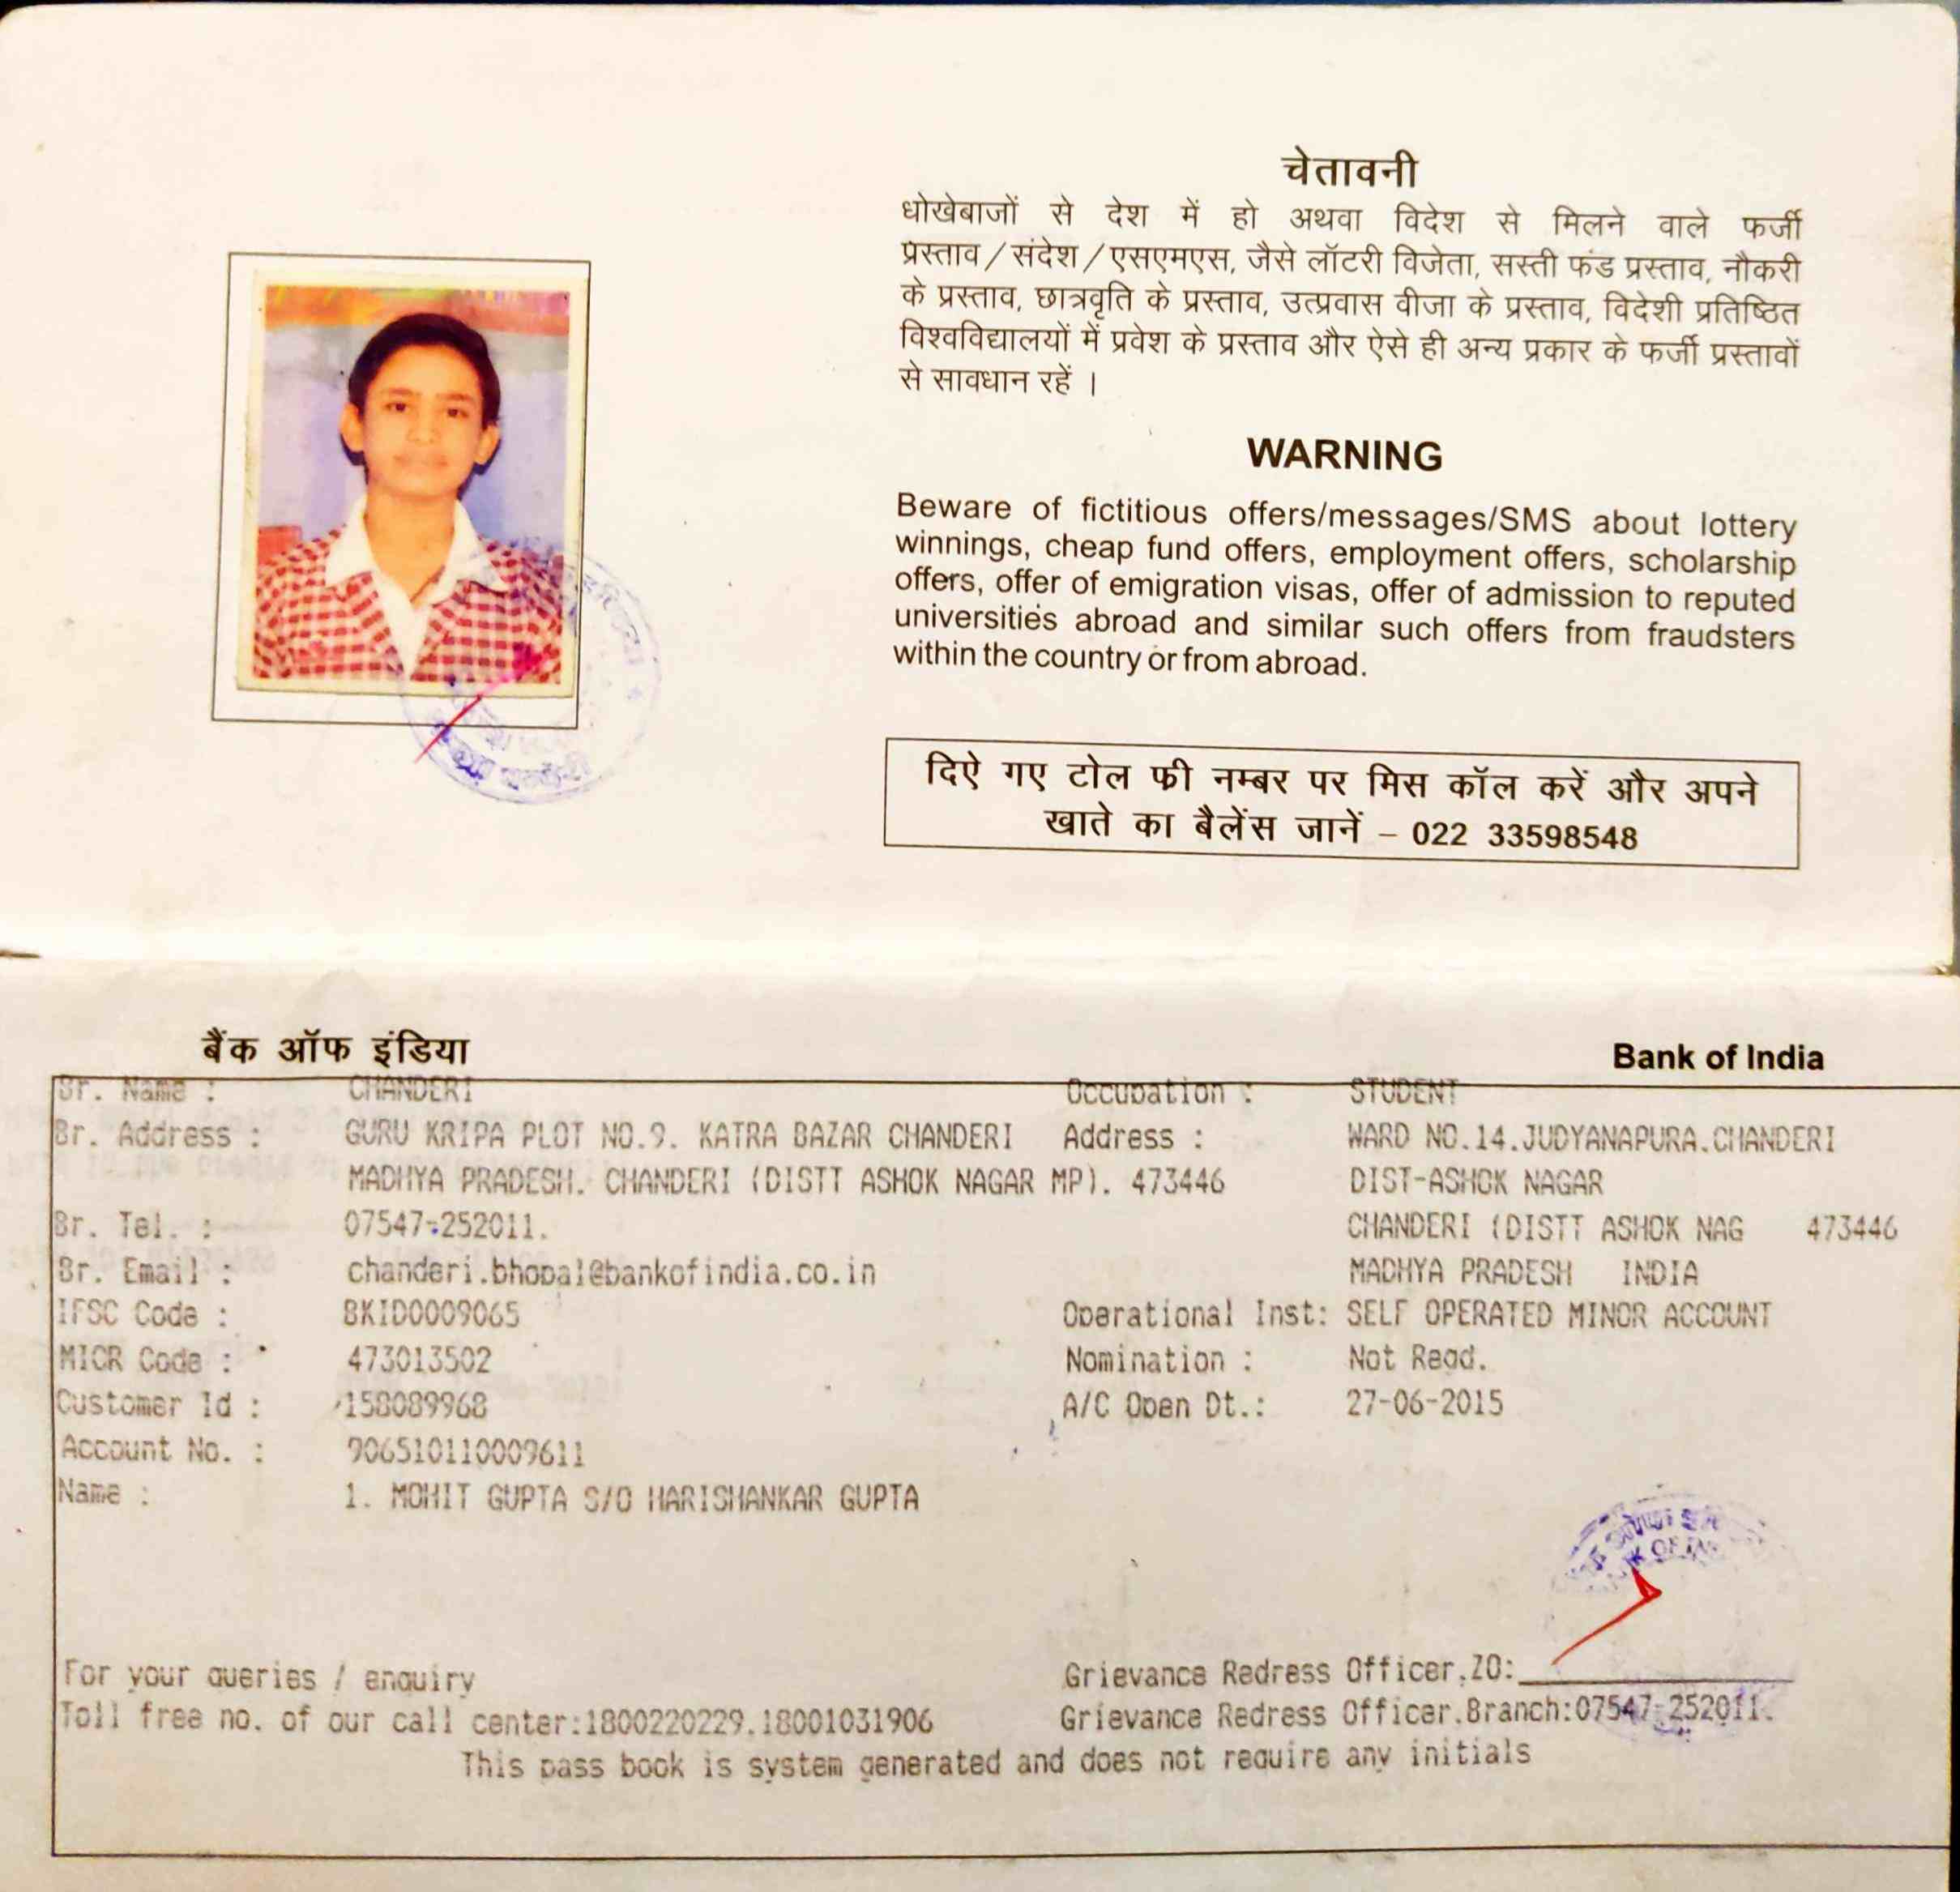 चेतावनी
धोखेबाजों से देश में हो अथवा विदेश से मिलने वाले फर्जी
प्रस्ताव / संदेश / एसएमएस, जैसे लॉटरी विजेता, सस्ती फंड प्रस्ताव, नौकरी
के प्रस्ताव, छात्रवृति के प्रस्ताव, उत्प्रवास वीजा के प्रस्ताव, विदेशी प्रतिष्ठित
विश्वविद्यालयों में प्रवेश के प्रस्ताव और ऐसे ही अन्य प्रकार के फर्जी प्रस्तावों
से सावधान रहें ।
WARNING
Beware of fictitious offers/messages/SMS about lottery
winnings, cheap fund offers, employment offers, scholarship
offers, offer of emigration visas, offer of admission to reputed
universities abroad and similar such offers from fraudsters
within the country or from abroad.
दिऐ गए टोल फ्री नम्बर पर मिस कॉल करें और अपने
खाते का बैलेंस जानें – 022 33598548
बैंक ऑफ इंडिया Bank of India
Br. Name : CHANDERI Occupation : STUDENT
Br. Address : GURU KRIPA PLOT NO.9. KATRA BAZAR CHANDERI Address : WARD NO.14.JUDYANAPURA.CHANDERI
MADHYA PRADESH. CHANDERI (DISTT ASHOK NAGAR MP). 473446 DIST-ASHOK NAGAR
Br. Tel. : 07547-252011. CHANDERI (DISTT ASHOK NAG 473446
Br. Email : chanderi.bhopal@bankofindia.co.in MADHYA PRADESH INDIA
IFSC Code : BKID0009065 Operational Inst: SELF OPERATED MINOR ACCOUNT
MICR Code : 473013502 Nomination : Not Regd.
Customer Id : 158089968 A/C Open Dt.: 27-06-2015
Account No. : 906510110009611
Name : 1. MOHIT GUPTA S/O HARISHANKAR GUPTA
For your queries / enquiry Grievance Redress Officer,ZO:
Toll free no. of our call center:1800220229.18001031906 Grievance Redress Officer.Branch:07547-252011.
This pass book is system generated and does not require any initials